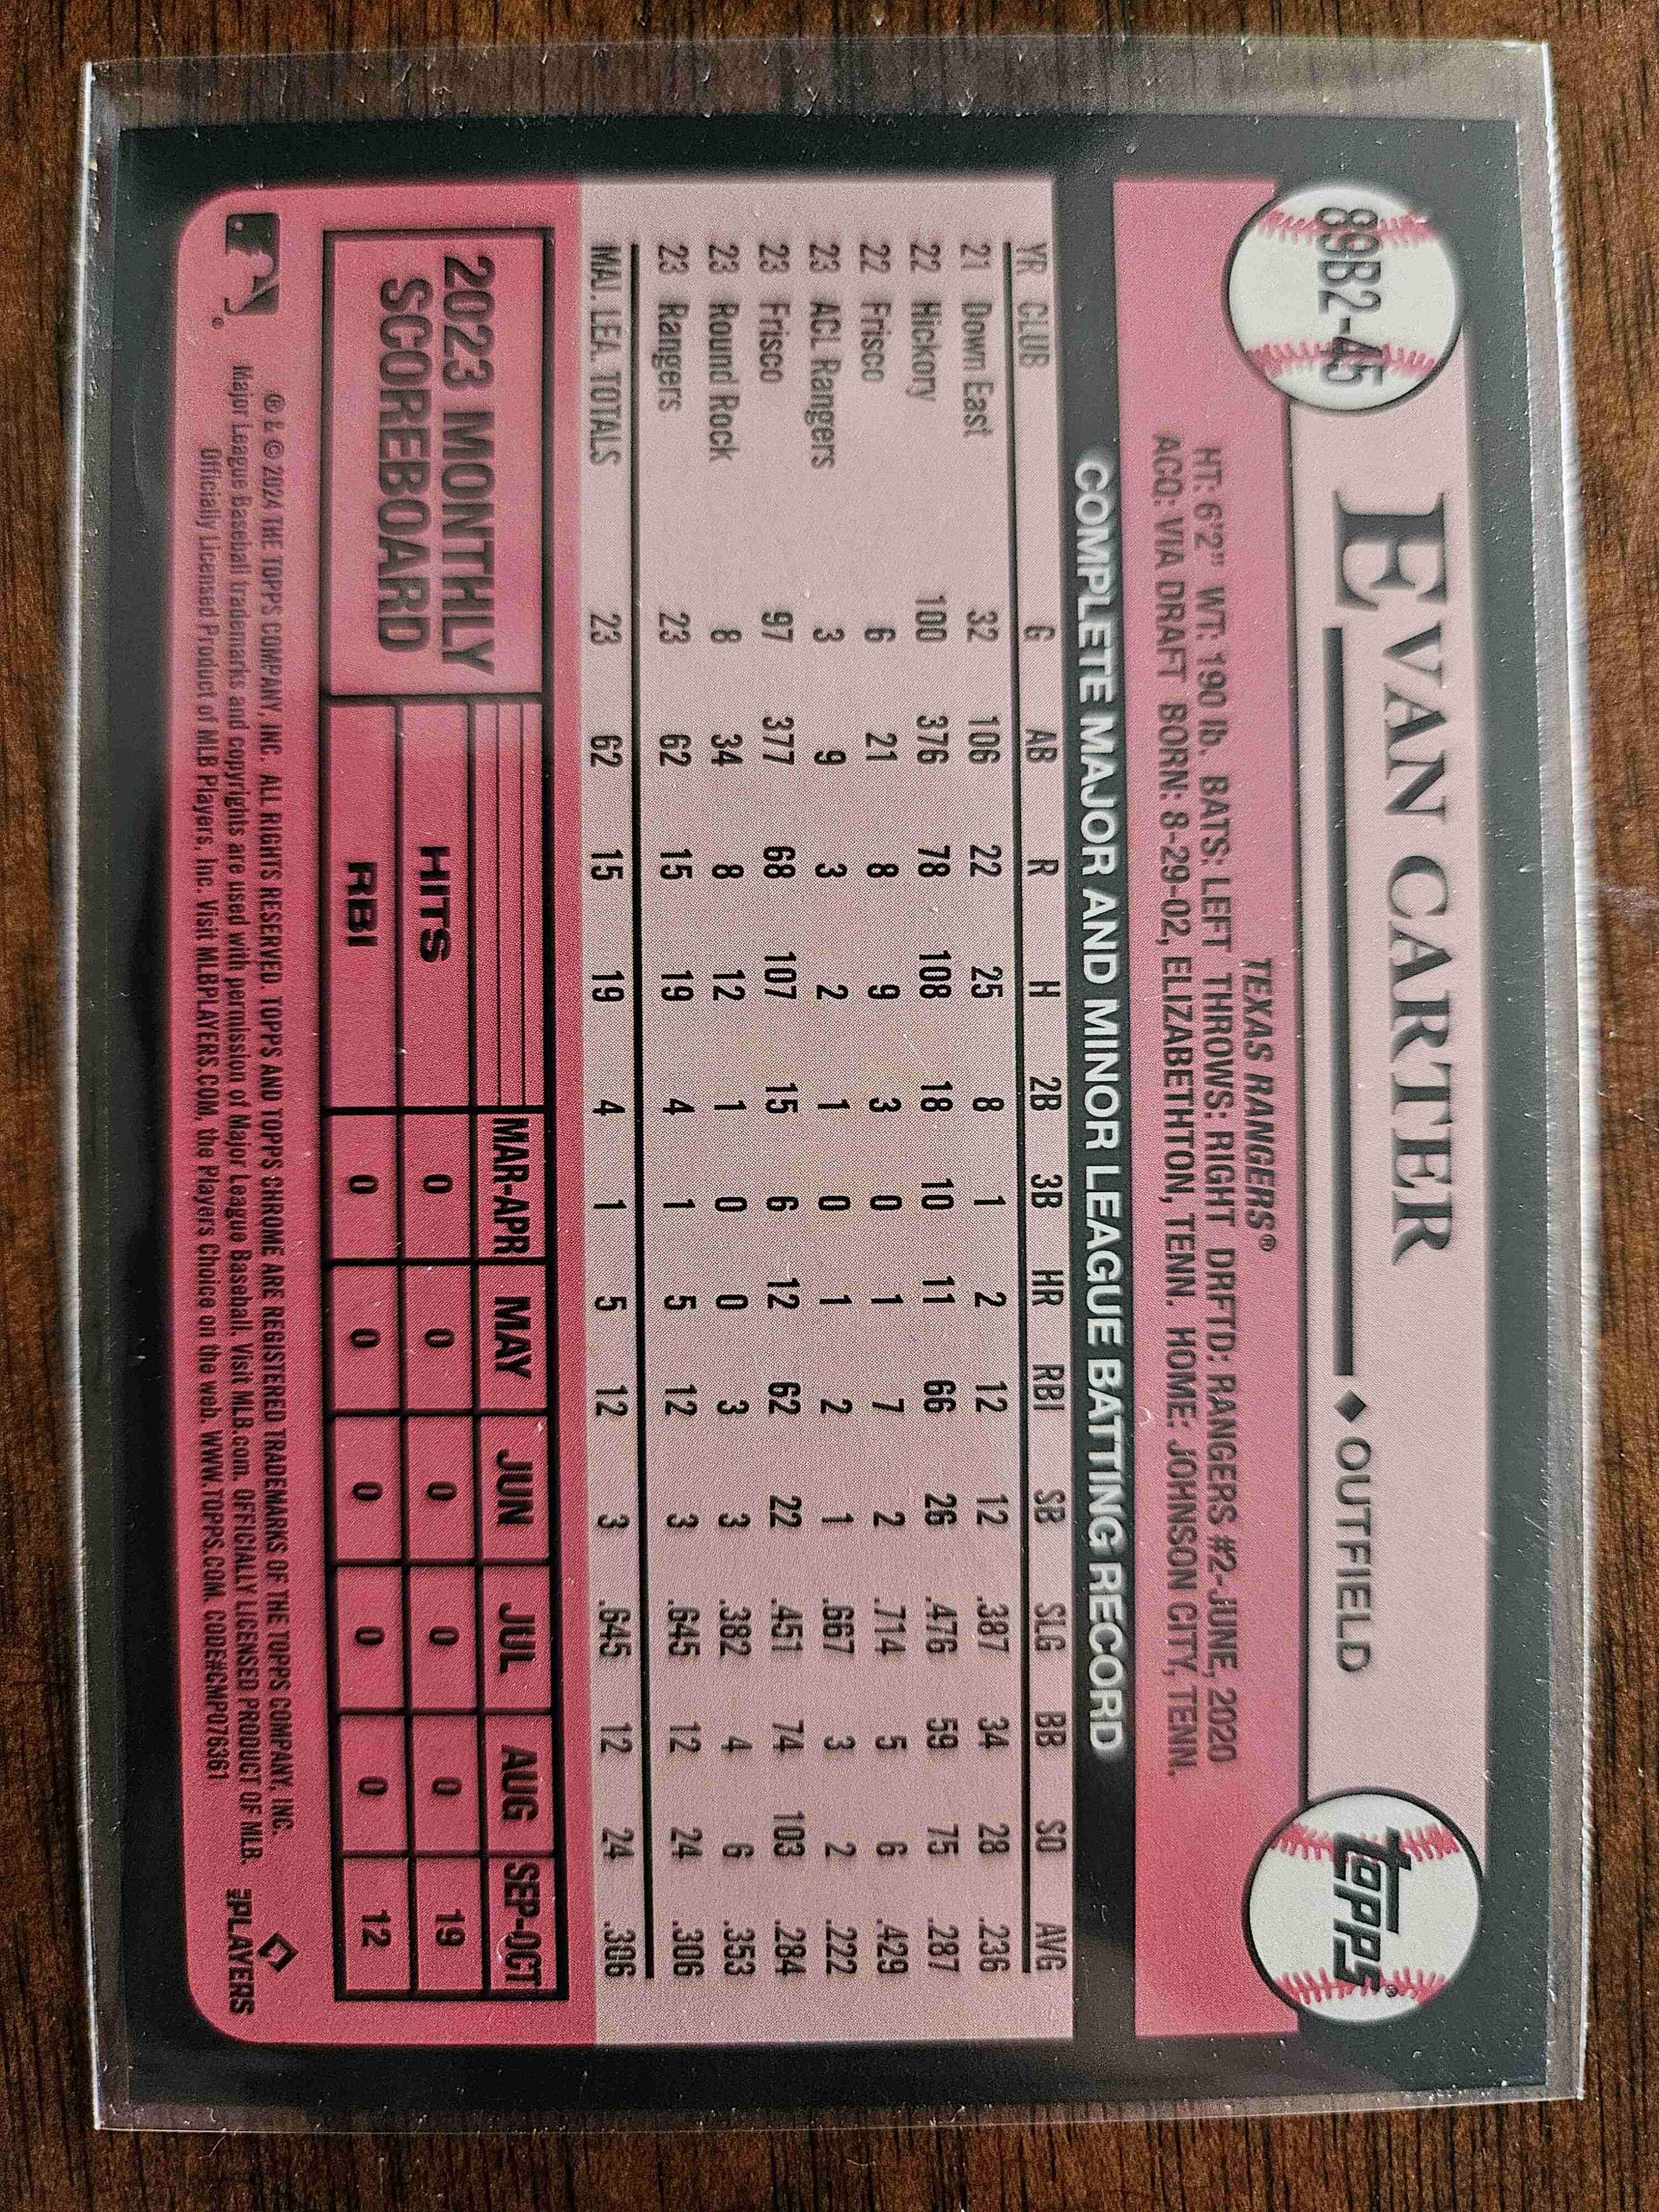 89B2-45
EVAN CARTER
OUTFIELD
TOPPS®
TEXAS RANGERS®
HT: 6'2" WT: 190 lb. BATS: LEFT THROWS: RIGHT DRFTD: RANGERS #2-JUNE, 2020
ACQ: VIA DRAFT BORN: 8-29-02, ELIZABETHTON, TENN. HOME: JOHNSON CITY, TENN.
COMPLETE MAJOR AND MINOR LEAGUE BATTING RECORD
YR CLUB G AB R H 2B 3B HR RBI SB SLG BB SO AVG
21 Down East 32 106 22 25 8 1 2 12 12 .387 34 28 .236
22 Hickory 100 376 78 108 18 10 11 66 26 .476 59 75 .287
22 Frisco 6 21 8 9 3 0 1 7 2 .714 5 6 .429
23 ACL Rangers 3 9 3 2 1 0 1 2 1 .667 3 2 .222
23 Frisco 97 377 68 107 15 6 12 62 22 .451 74 103 .284
23 Round Rock 8 34 8 12 1 0 0 3 3 .382 4 6 .353
23 Rangers 23 62 15 19 4 1 5 12 3 .645 12 24 .306
MAJ. LEA. TOTALS 23 62 15 19 4 1 5 12 3 .645 12 24 .306
2023 MONTHLY
SCOREBOARD
MAR-APR MAY JUN JUL AUG SEP-OCT
HITS 0 0 0 0 0 19
RBI 0 0 0 0 0 12
® & © 2024 THE TOPPS COMPANY, INC. ALL RIGHTS RESERVED. TOPPS AND TOPPS CHROME ARE REGISTERED TRADEMARKS OF THE TOPPS COMPANY, INC.
Major League Baseball trademarks and copyrights are used with permission of Major League Baseball. Visit MLB.com. OFFICIALLY LICENSED PRODUCT OF MLB.
Officially Licensed Product of MLB Players, Inc. Visit MLBPLAYERS.COM, the Players Choice on the web. WWW.TOPPS.COM. CODE#CMP076361
MLB PLAYERS